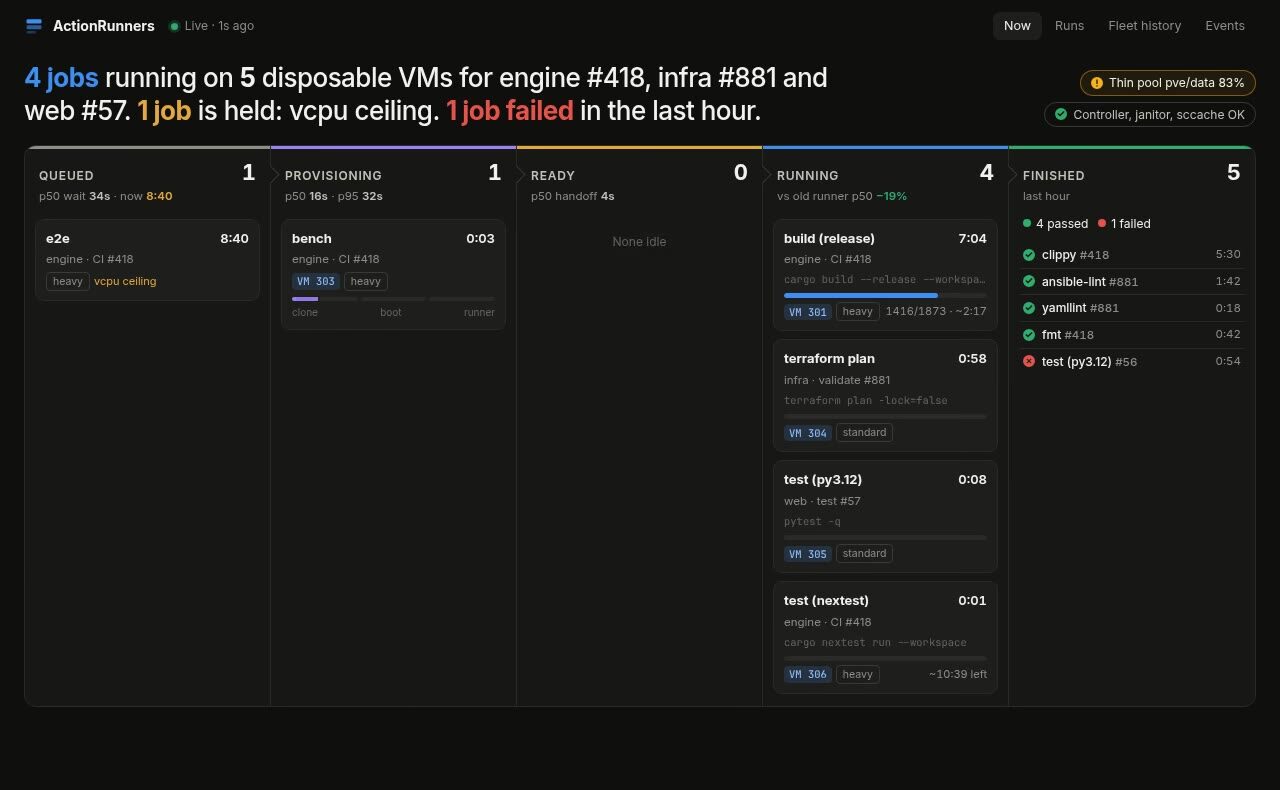 ActionRunners
Live · 1s ago
Now Runs Fleet history Events
4 jobs running on 5 disposable VMs for engine #418, infra #881 and
web #57. 1 job is held: vcpu ceiling. 1 job failed in the last hour.
Thin pool pve/data 83%
Controller, janitor, sccache OK
QUEUED 1
p50 wait 34s · now 8:40
e2e 8:40
engine · CI #418
heavy vcpu ceiling
PROVISIONING 1
p50 16s · p95 32s
bench 0:03
engine · CI #418
VM 303 heavy
clone boot runner
READY 0
p50 handoff 4s
None idle
RUNNING 4
vs old runner p50 −19%
build (release) 7:04
engine · CI #418
cargo build --release --workspa…
VM 301 heavy 1416/1873 · ~2:17
terraform plan 0:58
infra · validate #881
terraform plan -lock=false
VM 304 standard
test (py3.12) 0:08
web · test #57
pytest -q
VM 305 standard
test (nextest) 0:01
engine · CI #418
cargo nextest run --workspace
VM 306 heavy ~10:39 left
FINISHED 5
last hour
4 passed 1 failed
clippy #418 5:30
ansible-lint #881 1:42
yamllint #881 0:18
fmt #418 0:42
test (py3.12) #56 0:54